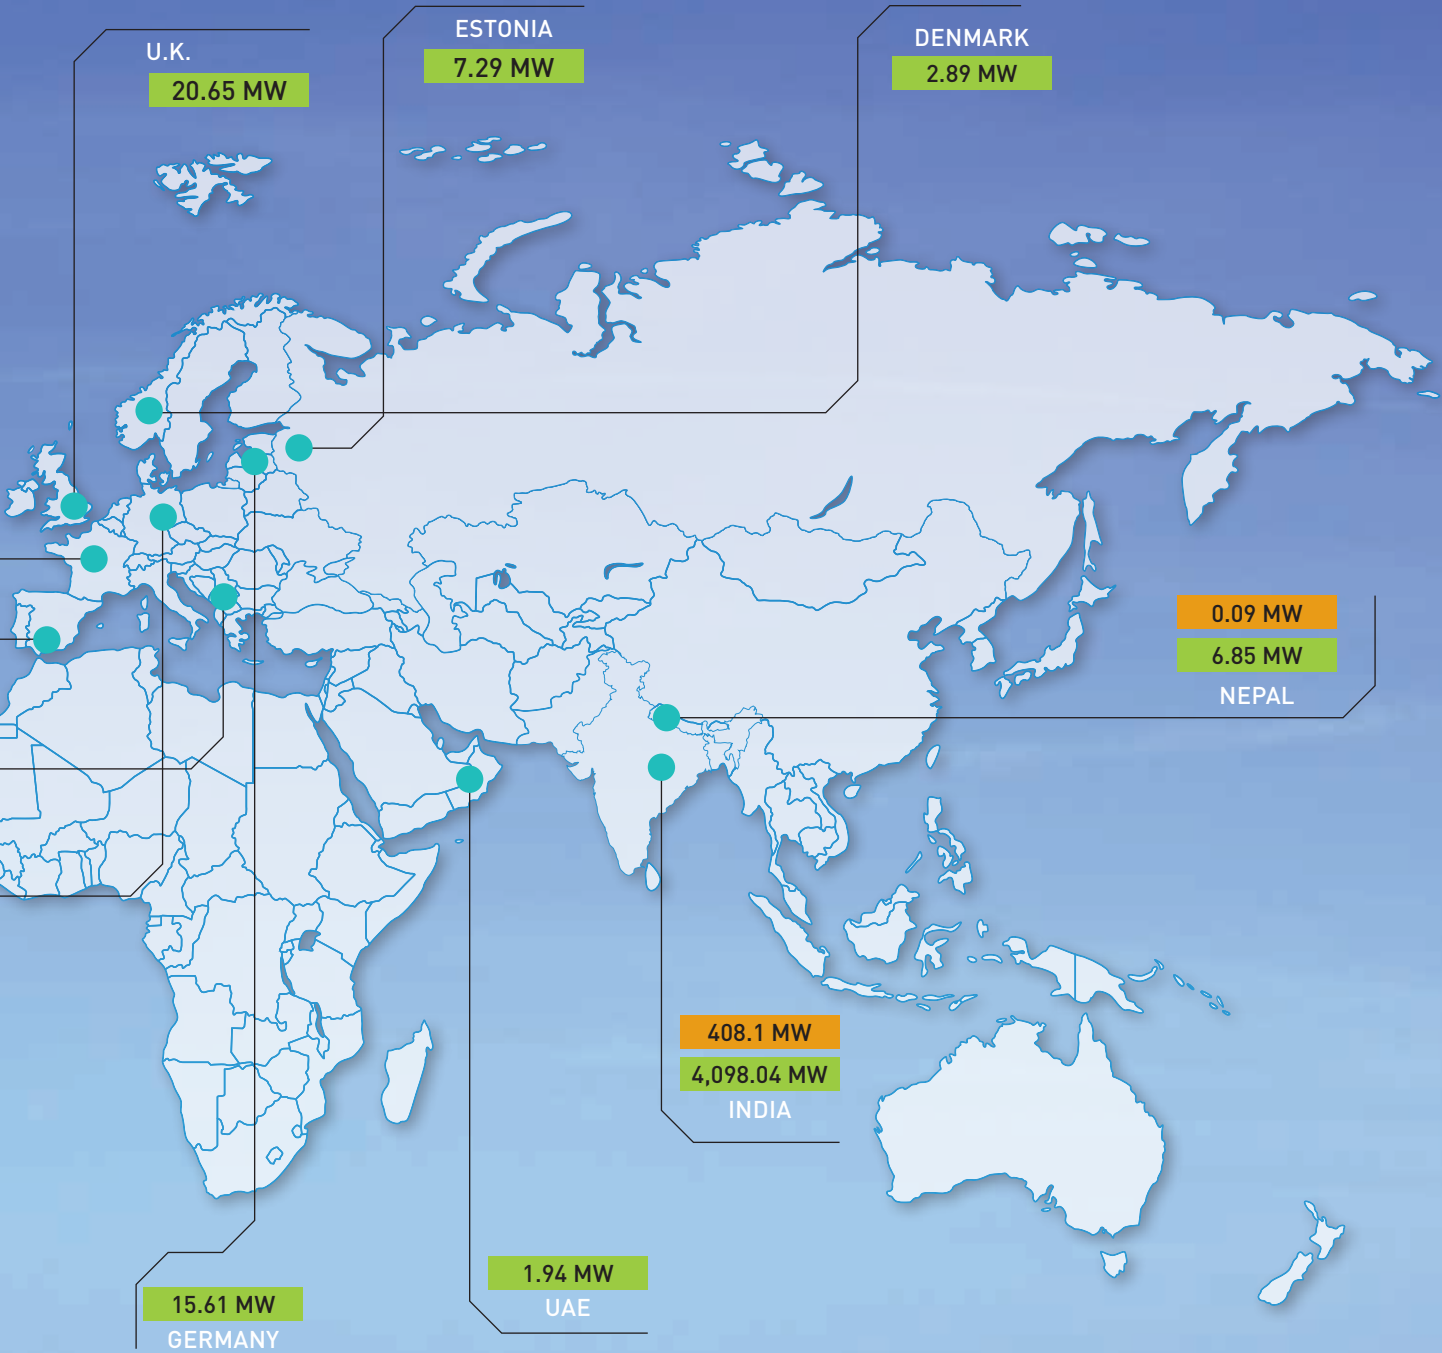 U.K.
20.65 MW
ESTONIA
7.29 MW
DENMARK
2.89 MW
0.09 MW
6.85 MW
NEPAL
408.1 MW
4,098.04 MW
INDIA
1.94 MW
UAE
15.61 MW
GERMANY